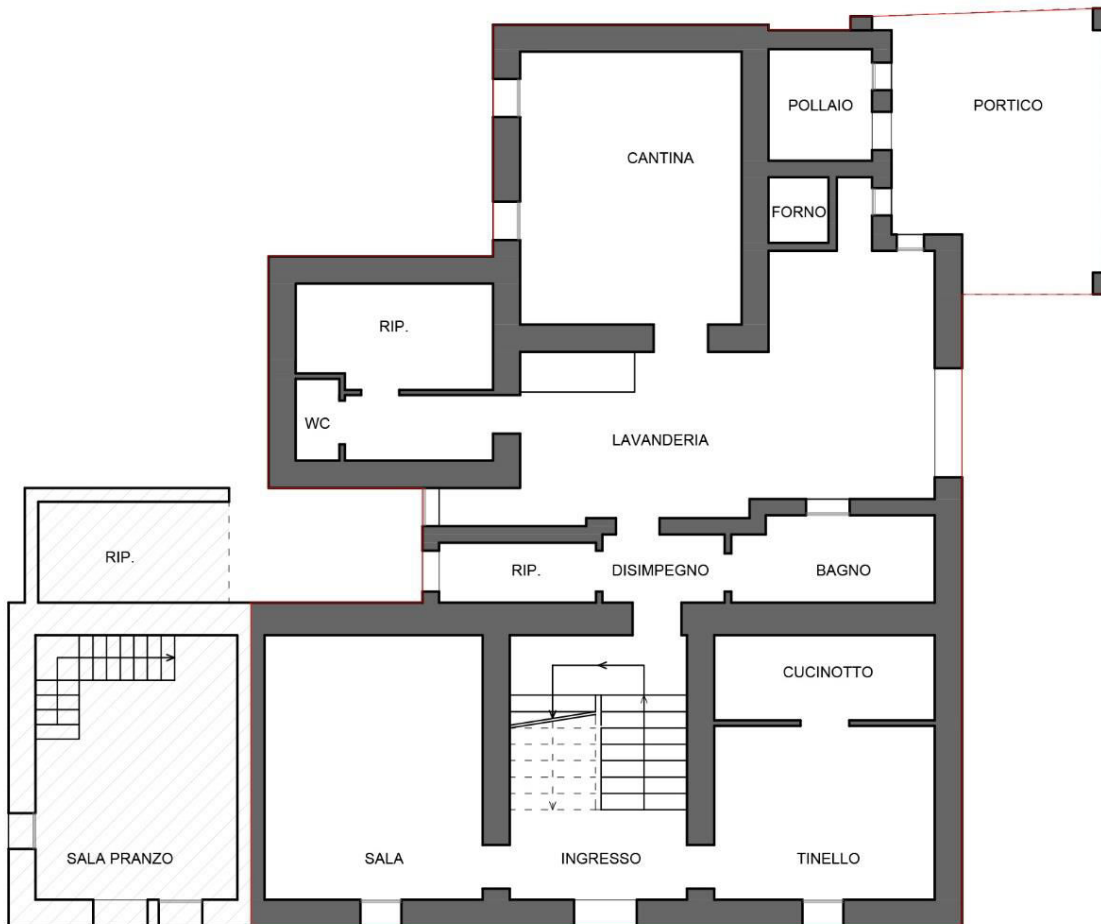 POLLAIO
PORTICO
CANTINA
FORNO
RIP.
WC
LAVANDERIA
RIP.
RIP.
DISIMPEGNO
BAGNO
CUCINOTTO
SALA PRANZO
SALA
INGRESSO
TINELLO